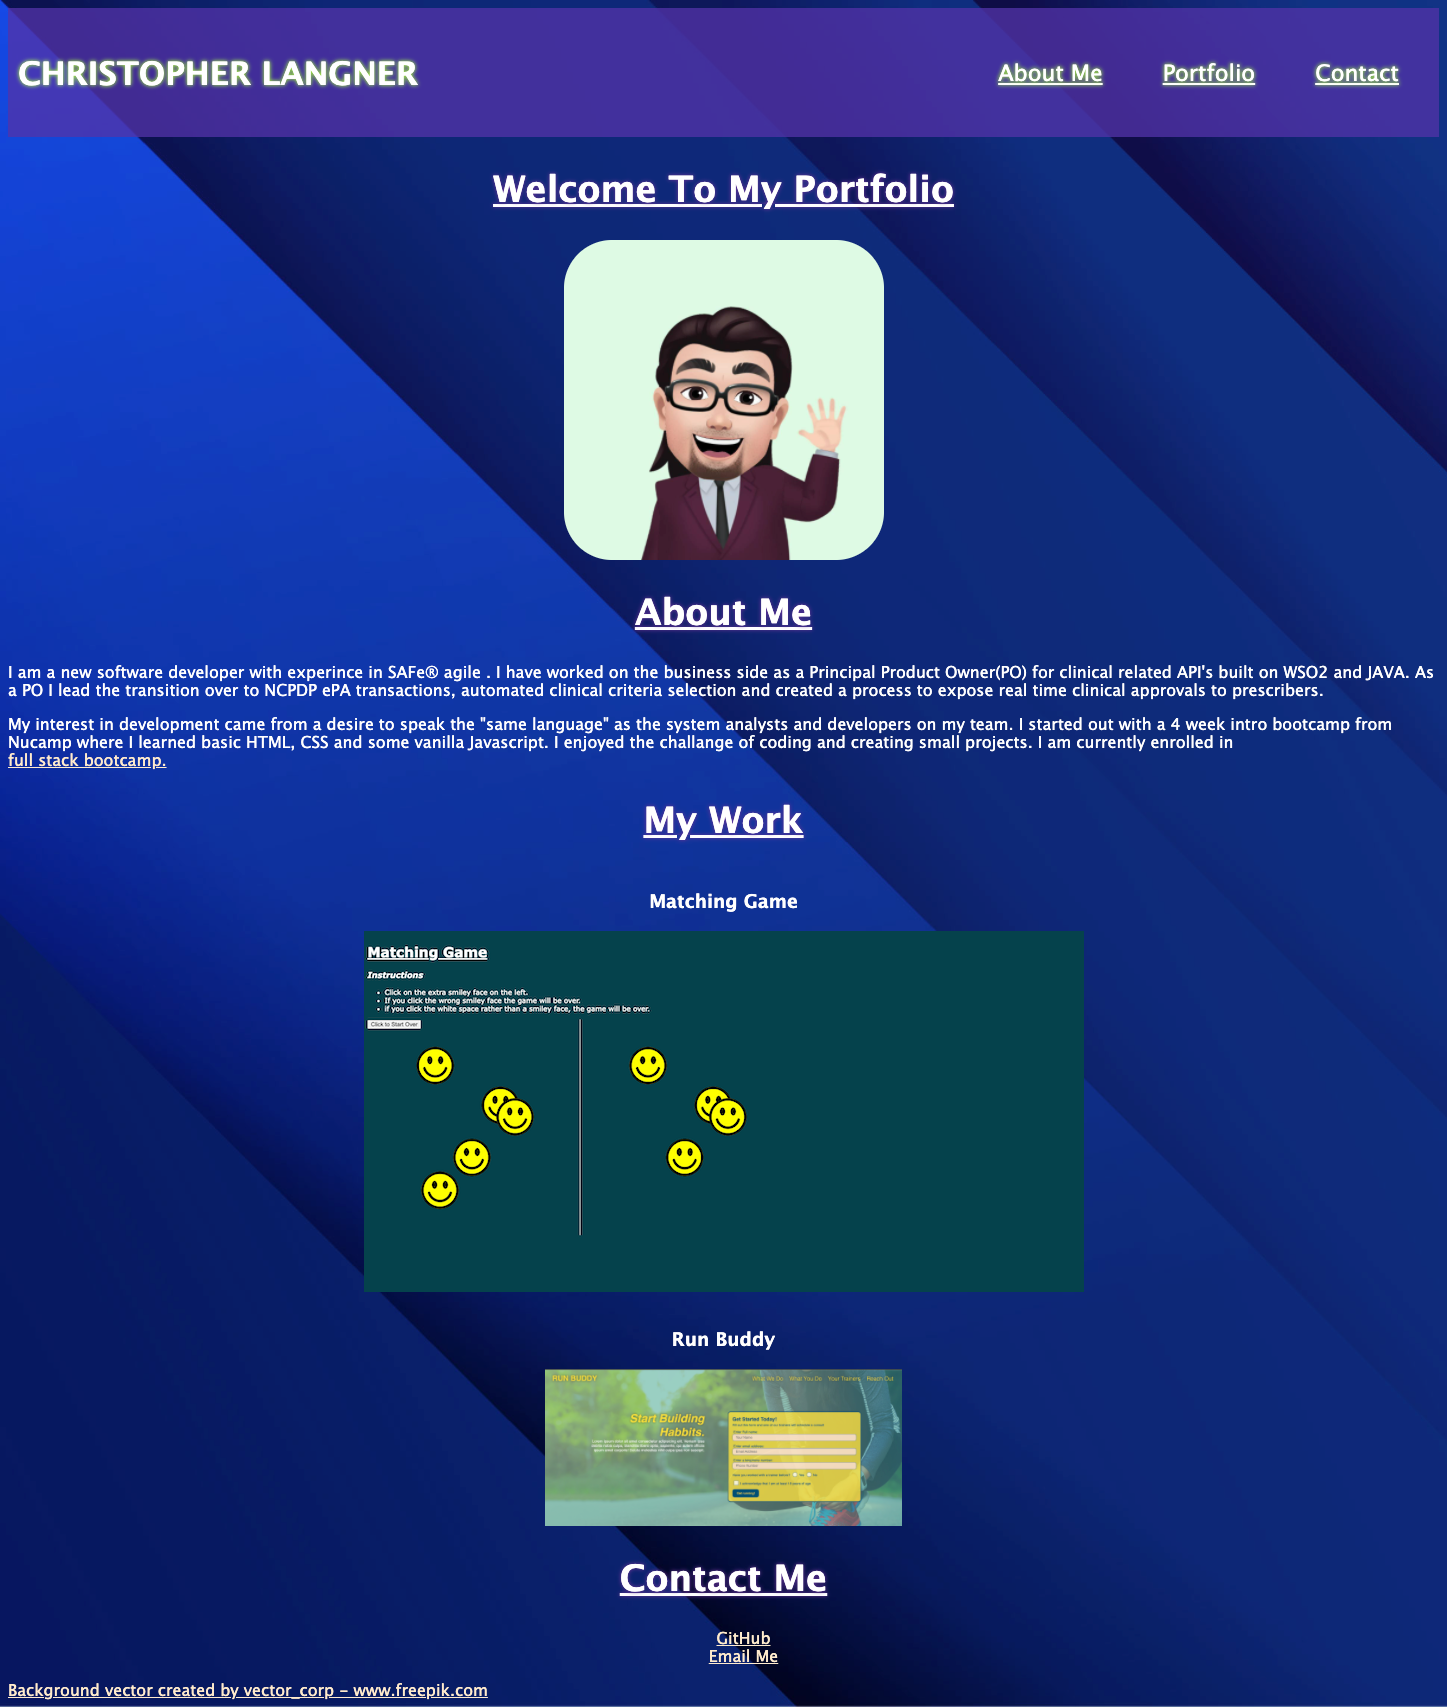 CHRISTOPHER LANGNER
About Me Portfolio Contact
Welcome To My Portfolio
About Me
I am a new software developer with experince in SAFe® agile . I have worked on the business side as a Principal Product Owner(PO) for clinical related API's built on WSO2 and JAVA. As
a PO I lead the transition over to NCPDP ePA transactions, automated clinical criteria selection and created a process to expose real time clinical approvals to prescribers.
My interest in development came from a desire to speak the "same language" as the system analysts and developers on my team. I started out with a 4 week intro bootcamp from
Nucamp where I learned basic HTML, CSS and some vanilla Javascript. I enjoyed the challange of coding and creating small projects. I am currently enrolled in
full stack bootcamp.
My Work
Matching Game
Matching Game
Instructions
Click on the extra smiley face on the left.
If you click the wrong smiley face the game will be over.
If you click the white space rather than a smiley face, the game will be over.
Click to Start Over
Run Buddy
RUN BUDDY
What We Do What You Do Your Trainers Reach Out
Start Building
Habbits.
Get Started Today!
Contact Me
GitHub
Email Me
Background vector created by vector_corp - www.freepik.com